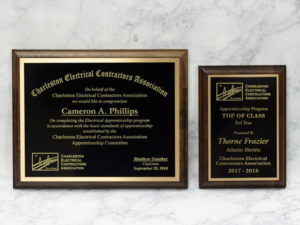 Charleston Electrical Contractors Association
On behalf of the
Charleston Electrical Contractors Association
we would like to congratulate
Cameron A. Phillips
On completing the Electrical Apprenticeship program
in accordance with the basic standards of apprenticeship
established by the
Charleston Electrical Contractors Association
Apprenticeship Committee
CHARLESTON
ELECTRICAL
CONTRACTORS
ASSOCIATION
Matthew Gunther
Chairman
September 20, 2018
CHARLESTON
ELECTRICAL
CONTRACTORS
ASSOCIATION
Apprenticeship Program
TOP OF CLASS
3rd Year
Presented To
Thorne Frazier
Atlantic Electric
Charleston Electrical
Contractors Association
2017 - 2018